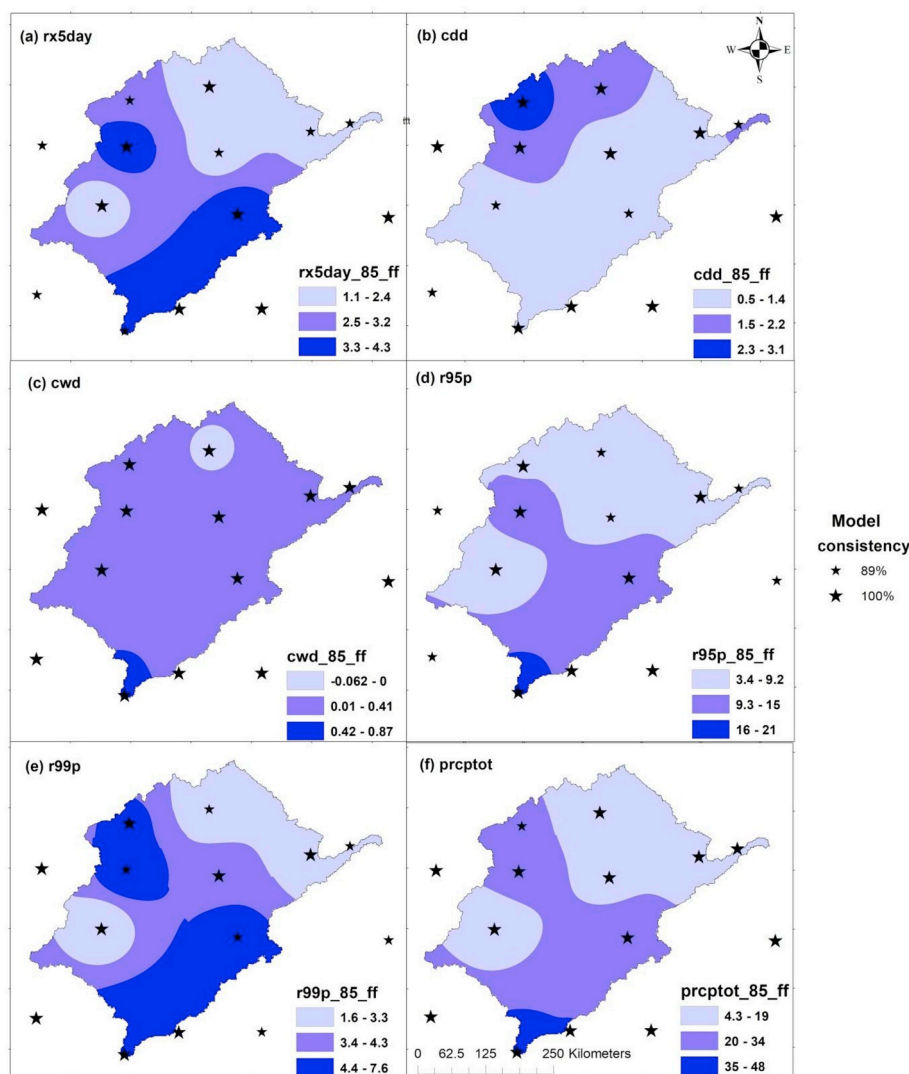 (a) rx5day
rx5day_85_ff
1.1 - 2.4
2.5 - 3.2
3.3 - 4.3
(b) cdd
N
W
E
S
cdd_85_ff
0.5 - 1.4
1.5 - 2.2
2.3 - 3.1
(c) cwd
cwd_85_ff
-0.062 - 0
0.01 - 0.41
0.42 - 0.87
(d) r95p
r95p_85_ff
3.4 - 9.2
9.3 - 15
16 - 21
Model
consistency
89%
100%
(e) r99p
r99p_85_ff
1.6 - 3.3
3.4 - 4.3
4.4 - 7.6
(f) prcptot
prcptot_85_ff
4.3 - 19
20 - 34
35 - 48
0 62.5 125 250 Kilometers